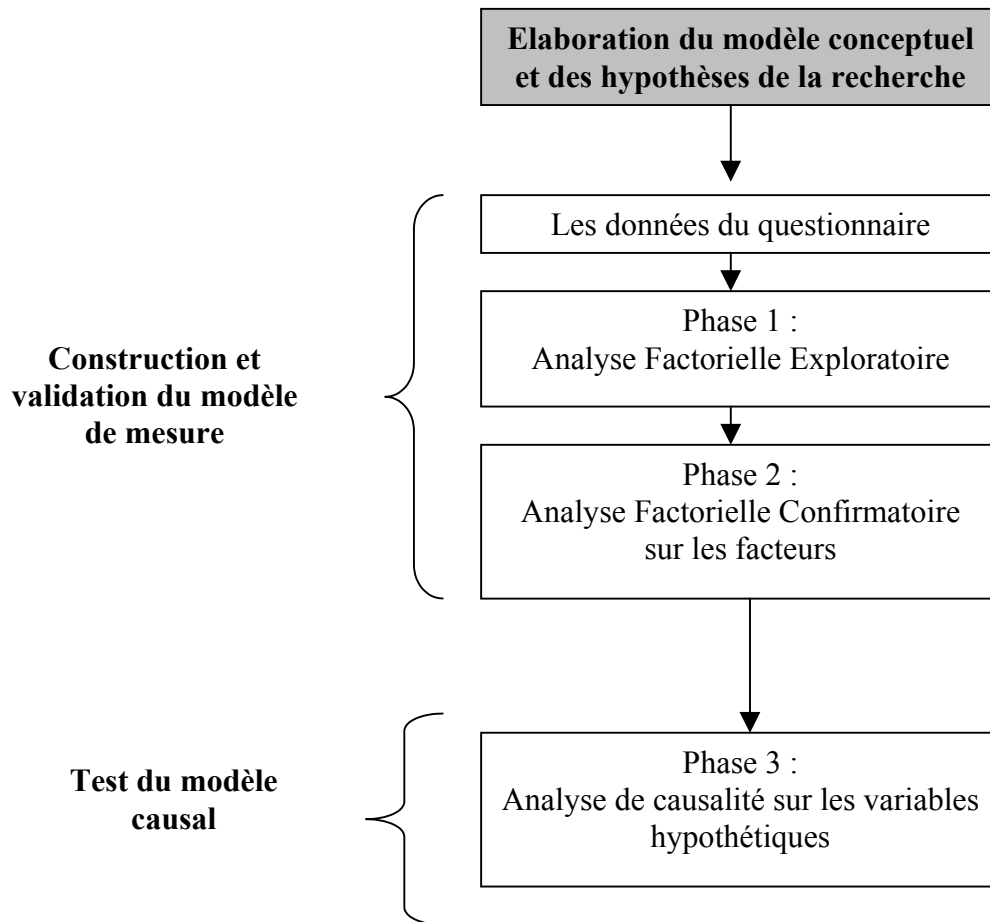 Elaboration du modèle conceptuel
et des hypothèses de la recherche
Les données du questionnaire
Phase 1 :
Analyse Factorielle Exploratoire
Construction et
validation du modèle
de mesure
Phase 2 :
Analyse Factorielle Confirmatoire
sur les facteurs
Test du modèle
causal
Phase 3 :
Analyse de causalité sur les variables
hypothétiques